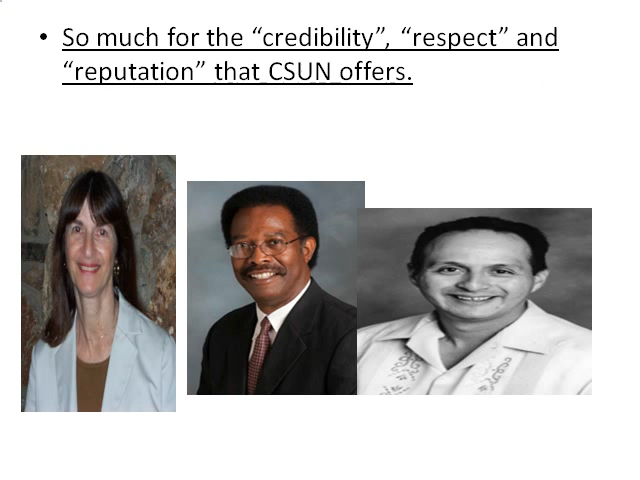 • So much for the “credibility”, “respect” and
“reputation” that CSUN offers.